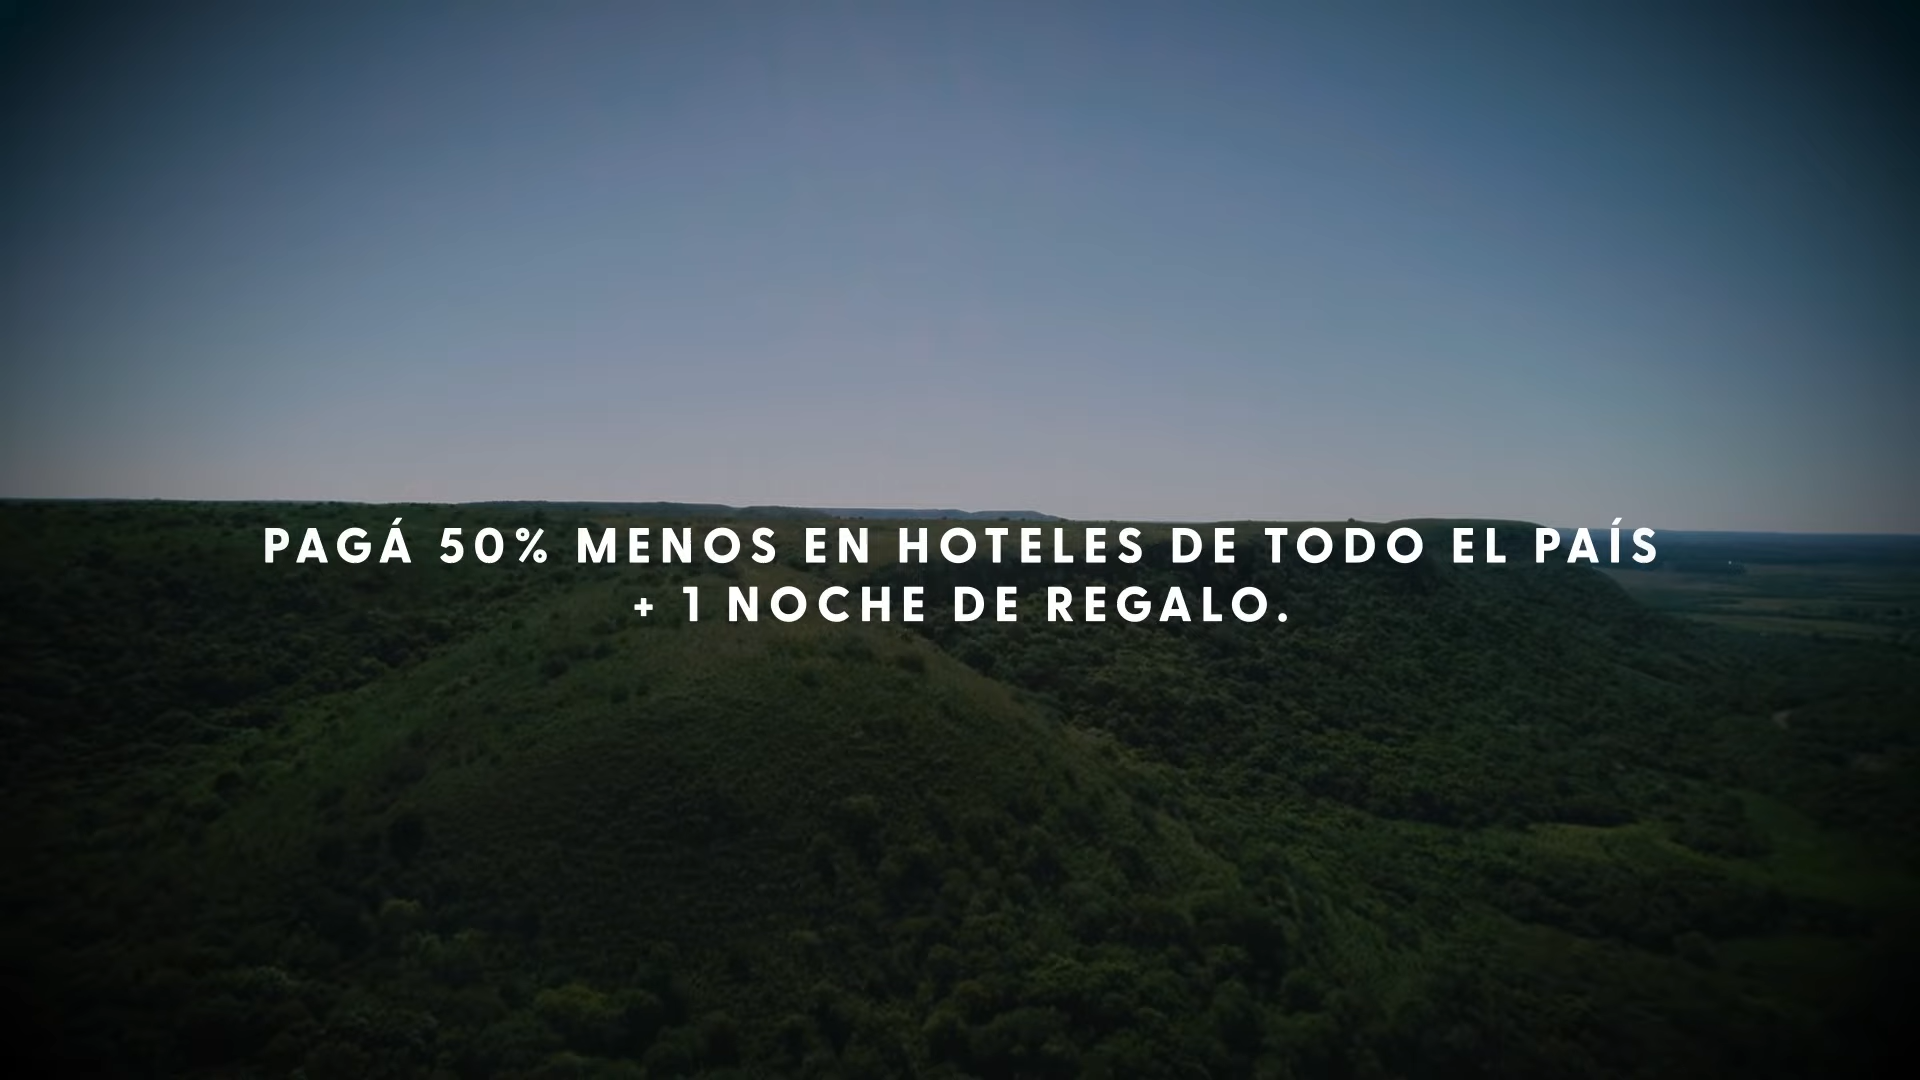 PAGÁ 50% MENOS EN HOTELES DE TODO EL PAÍS
+ 1 NOCHE DE REGALO.